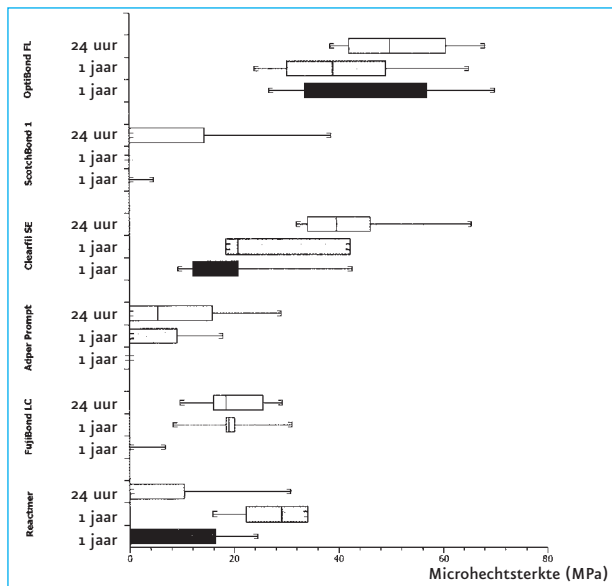 OptiBond FL
24 uur
1 jaar
1 jaar
ScotchBond 1
24 uur
1 jaar
1 jaar
Clearfil SE
24 uur
1 jaar
1 jaar
Adper Prompt
24 uur
1 jaar
1 jaar
FujiBond LC
24 uur
1 jaar
1 jaar
Reactmer
24 uur
1 jaar
1 jaar
0 20 40 60 80
Microhechtsterkte (MPa)